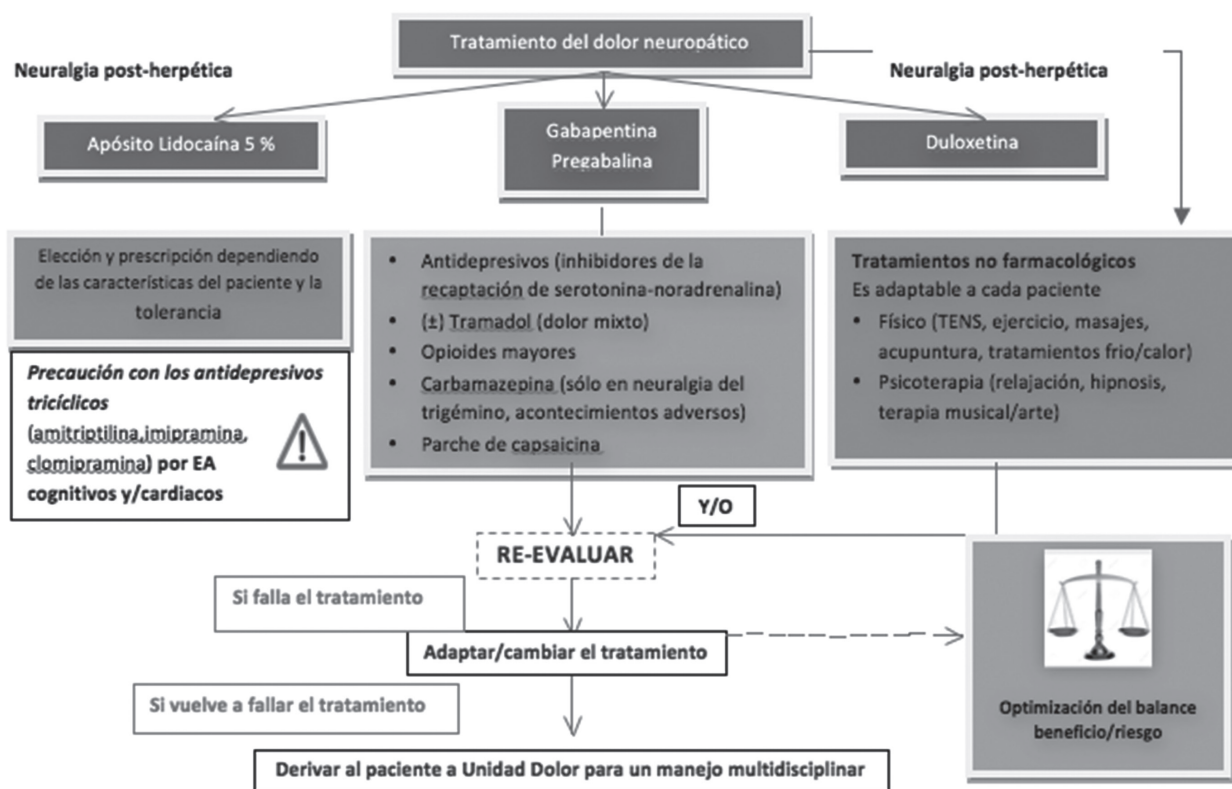 Tratamiento del dolor neuropático
Neuralgia post-herpética
Neuralgia post-herpética
Apósito Lidocaína 5 %
Gabapentina
Pregabalina
Duloxetina
Elección y prescripción dependiendo
de las características del paciente y la
tolerancia
Precaución con los antidepresivos
tricíclicos
(amitriptilina,imipramina,
clomipramina) por EA
cognitivos y/cardiacos
• Antidepresivos (inhibidores de la
recaptación de serotonina-noradrenalina)
• (±) Tramadol (dolor mixto)
• Opioides mayores
• Carbamazepina (sólo en neuralgia del
trigémino, acontecimientos adversos)
• Parche de capsaicina
Tratamientos no farmacológicos
Es adaptable a cada paciente
• Físico (TENS, ejercicio, masajes,
acupuntura, tratamientos frio/calor)
• Psicoterapia (relajación, hipnosis,
terapia musical/arte)
Y/O
RE-EVALUAR
Si falla el tratamiento
Adaptar/cambiar el tratamiento
Si vuelve a fallar el tratamiento
Optimización del balance
beneficio/riesgo
Derivar al paciente a Unidad Dolor para un manejo multidisciplinar